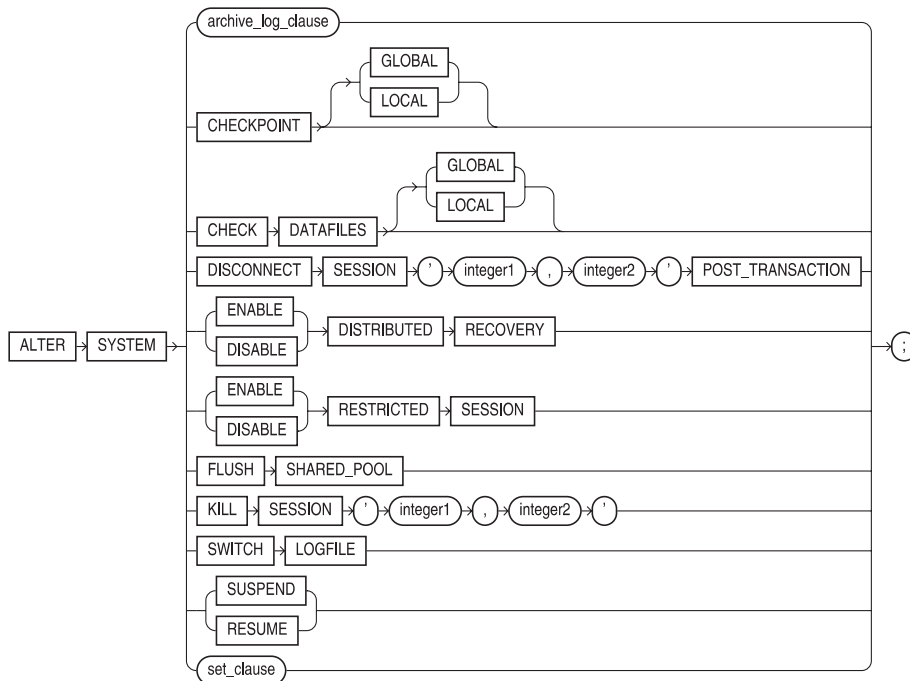 archive_log_clause
GLOBAL
LOCAL
CHECKPOINT
GLOBAL
LOCAL
CHECK DATAFILES
DISCONNECT SESSION ’ integer1 , integer2 ’ POST_TRANSACTION
ENABLE
DISTRIBUTED RECOVERY
DISABLE
ALTER SYSTEM ;
ENABLE
RESTRICTED SESSION
DISABLE
FLUSH SHARED_POOL
KILL SESSION ’ integer1 , integer2 ’
SWITCH LOGFILE
SUSPEND
RESUME
set_clause